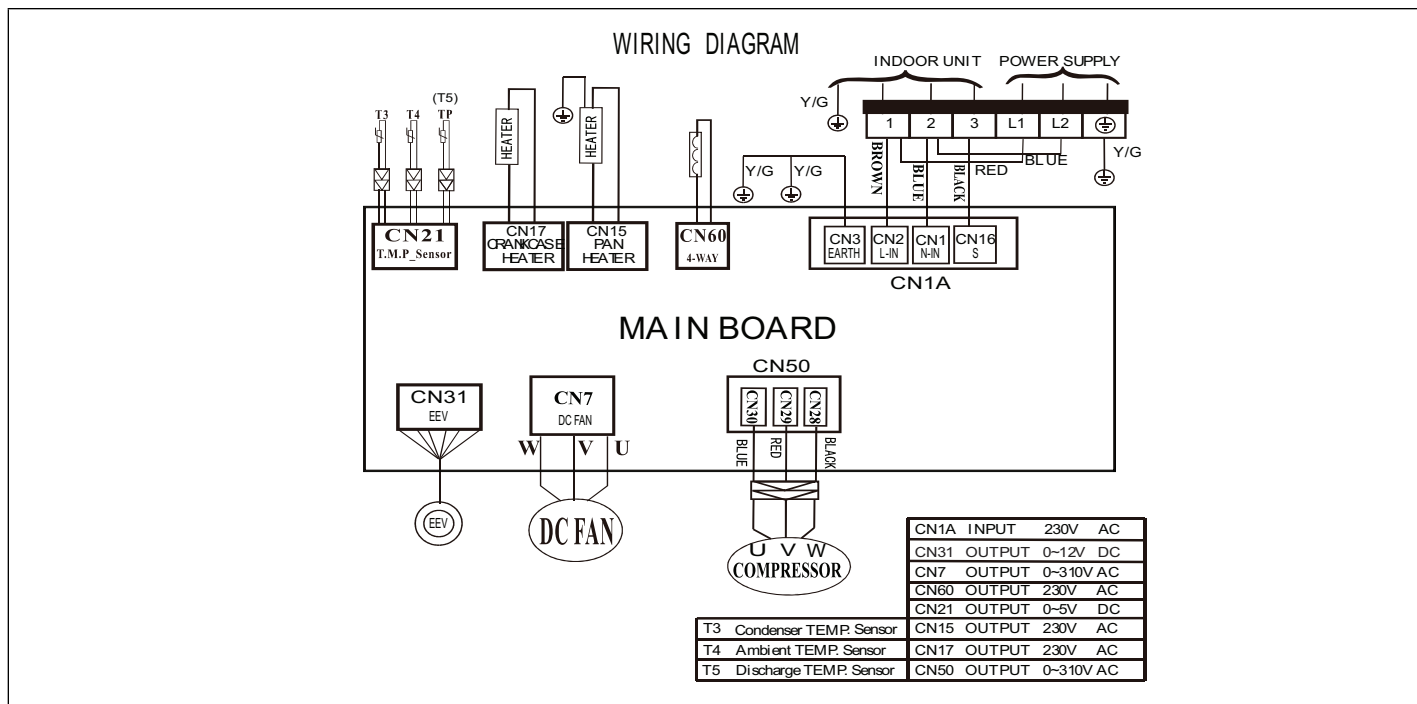 WIRING DIAGRAM
INDOOR UNIT POWER SUPPLY
(T5)
T3 T4 TP
HEATER
HEATER
Y/G
1 2 3 L1 L2
Y/G Y/G
BROWN
BLUE
BLACK
RED
BLUE
Y/G
CN21
T.M.P_Sensor
CN17
CRANKCASE
HEATER
CN15
PAN
HEATER
CN60
4-WAY
CN3
EARTH
CN2
L-IN
CN1
N-IN
CN16
S
CN1A
MAIN BOARD
CN31
EEV
CN7
DC FAN
W V U
CN50
CN30
CN29
CN28
BLUE
RED
BLACK
EEV
DC FAN
U V W
COMPRESSOR
CN1A INPUT 230V AC
CN31 OUTPUT 0~12V DC
CN7 OUTPUT 0~310V AC
CN60 OUTPUT 230V AC
CN21 OUTPUT 0~5V DC
T3 Condenser TEMP. Sensor CN15 OUTPUT 230V AC
T4 Ambient TEMP. Sensor CN17 OUTPUT 230V AC
T5 Discharge TEMP. Sensor CN50 OUTPUT 0~310V AC